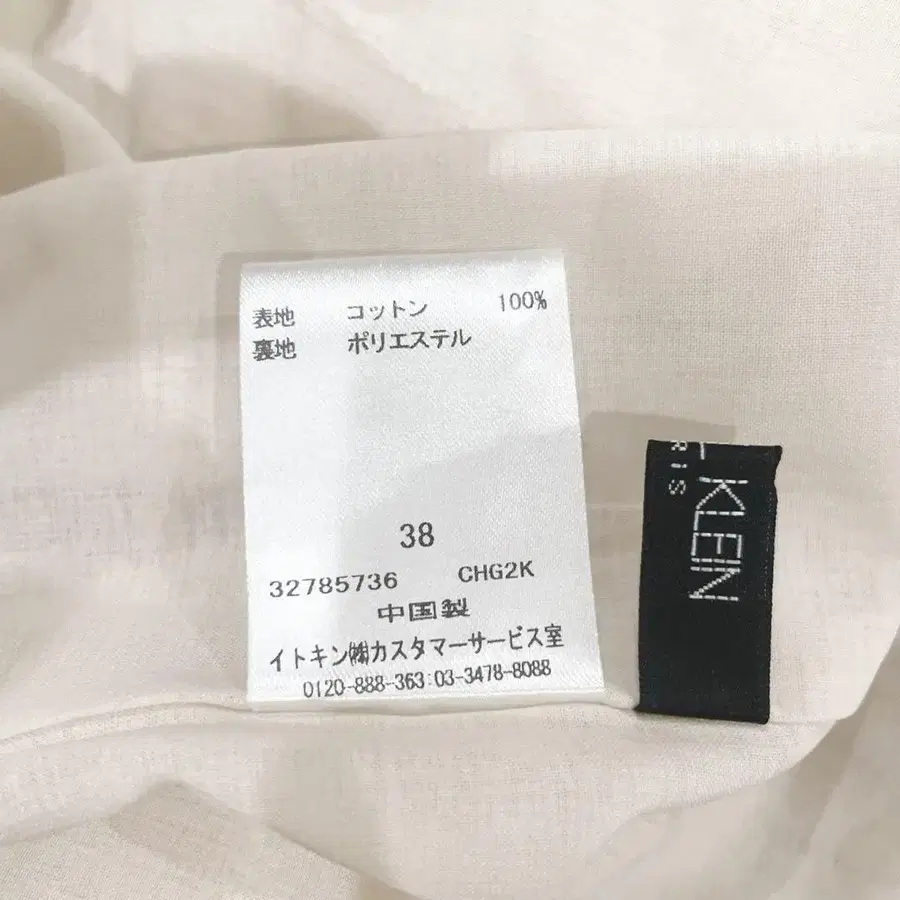 表地 コットン 100%
裏地 ポリエステル
38
32785736 CHG2K
中国製
イトキン㈱カスタマーサービス室
0120-888-363:03-3478-8088
KLEIN
RIS